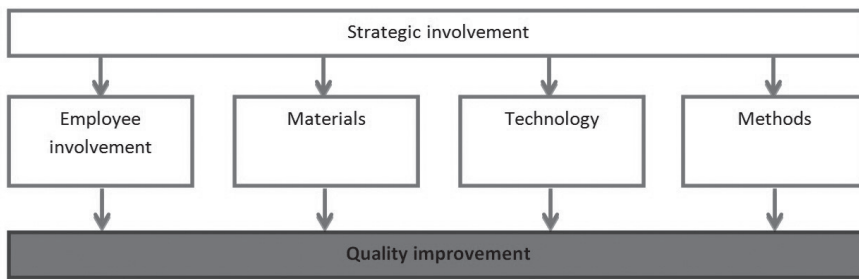 Strategic involvement
Employee
involvement
Materials
Technology
Methods
Quality improvement